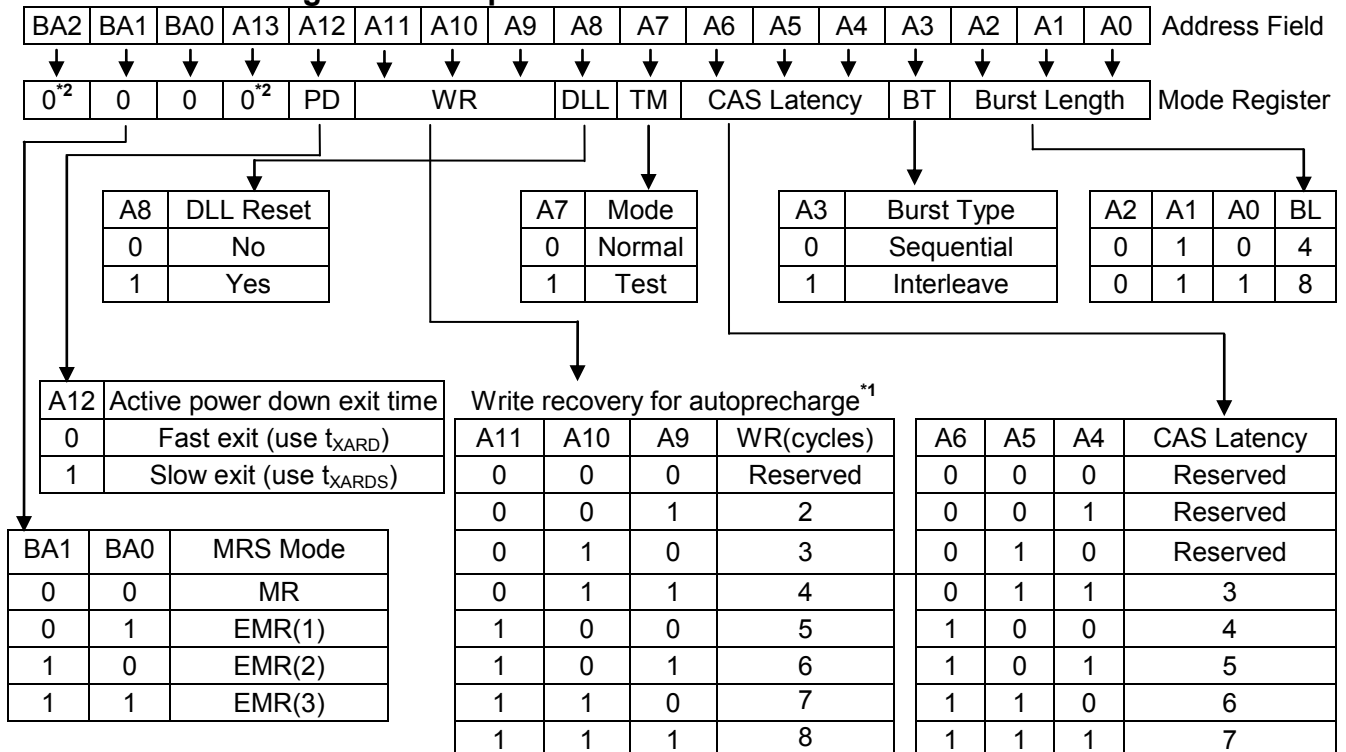 BA2 BA1 BA0 A13 A12 A11 A10 A9 A8 A7 A6 A5 A4 A3 A2 A1 A0 Address Field
0*2 0 0 0*2 PD WR DLL TM CAS Latency BT Burst Length Mode Register
A8 DLL Reset
0 No
1 Yes
A7 Mode
0 Normal
1 Test
A3 Burst Type
0 Sequential
1 Interleave
A2 A1 A0 BL
0 1 0 4
0 1 1 8
A12 Active power down exit time
0 Fast exit (use tXARD)
1 Slow exit (use tXARDS)
Write recovery for autoprecharge*1
A11 A10 A9 WR(cycles)
0 0 0 Reserved
0 0 1 2
0 1 0 3
0 1 1 4
1 0 0 5
1 0 1 6
1 1 0 7
1 1 1 8
A6 A5 A4 CAS Latency
0 0 0 Reserved
0 0 1 Reserved
0 1 0 Reserved
0 1 1 3
1 0 0 4
1 0 1 5
1 1 0 6
1 1 1 7
BA1 BA0 MRS Mode
0 0 MR
0 1 EMR(1)
1 0 EMR(2)
1 1 EMR(3)